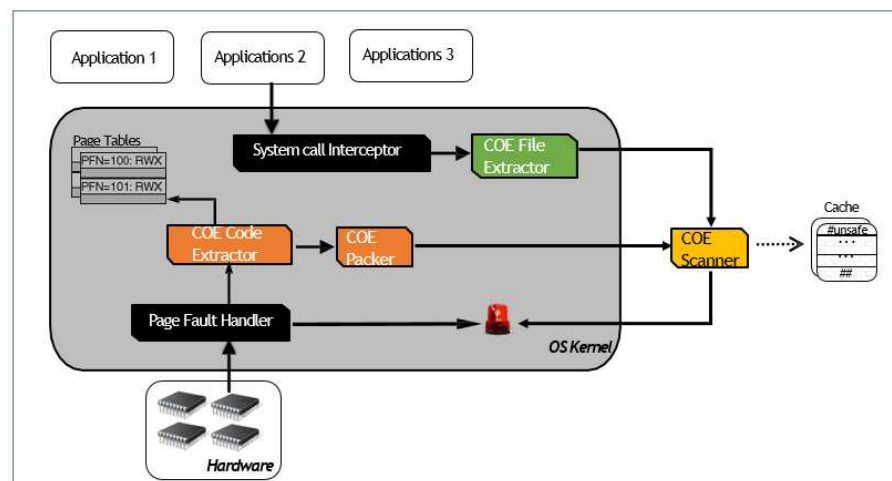 Application 1
Applications 2
Applications 3
Page Tables
PFN=100: RWX
PFN=101: RWX
System call Interceptor
COE File
Extractor
Cache
#unsafe
. . .
. . .
##
COE Code
Extractor
COE
Packer
COE
Scanner
Page Fault Handler
OS Kernel
Hardware